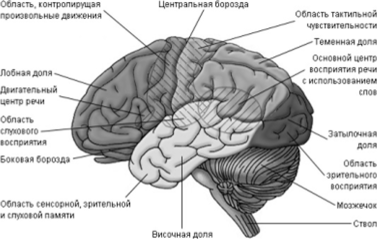 Область, контролирущая
произвольные движения
Центральная борозда
Область тактильной
чувствительности
Теменная доля
Основной центр
восприятия речи
с использованием
слов
Лобная доля
Двигательный
центр речи
Область
слухового
восприятия
Боковая борозда
Затылочная
доля
Область
зрительного
восприятия
Мозжечок
Ствол
Область сенсорной, зрительной
и слуховой памяти
Височная доля